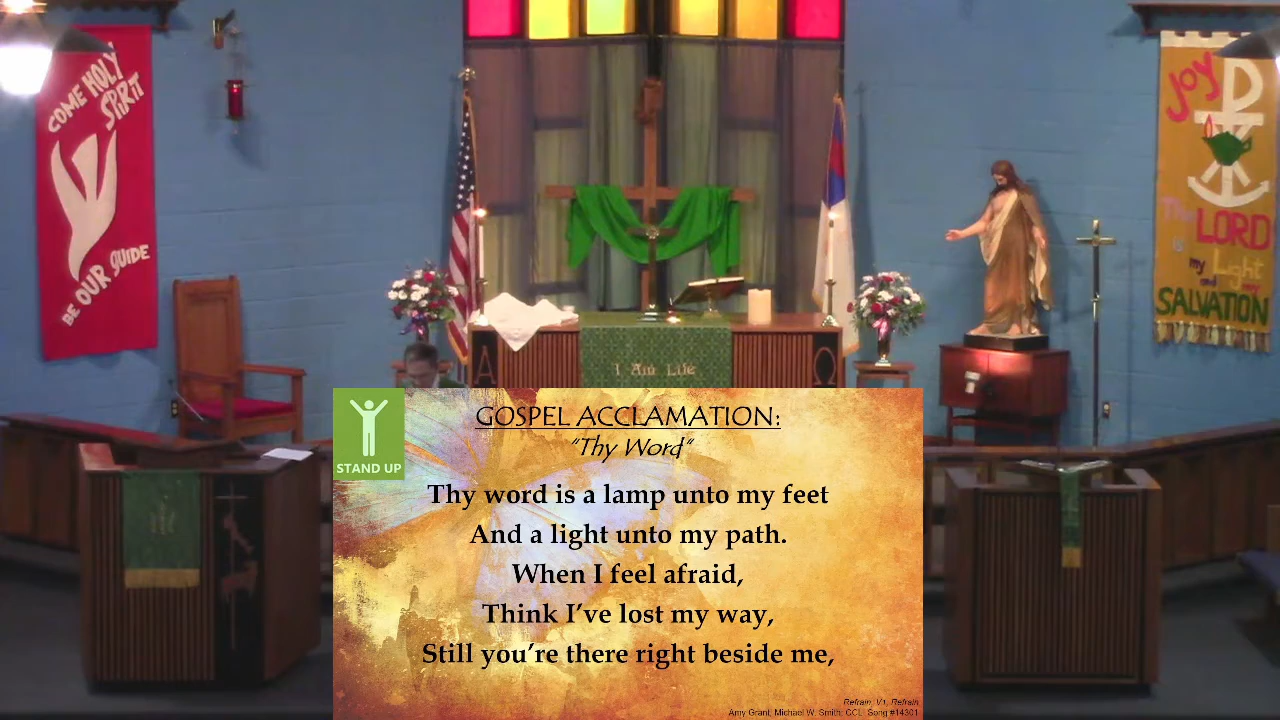 COME HOLY
SPIRIT
BE OUR GUIDE
Joy
The
LORD
is
my Light
and my
SALVATION
Α
I Am Life
Ω
STAND UP
GOSPEL ACCLAMATION:
"Thy Word"
Thy word is a lamp unto my feet
And a light unto my path.
When I feel afraid,
Think I've lost my way,
Still you're there right beside me,
Refrain, V1, Refrain
Amy Grant, Michael W. Smith, CCLI Song #14301